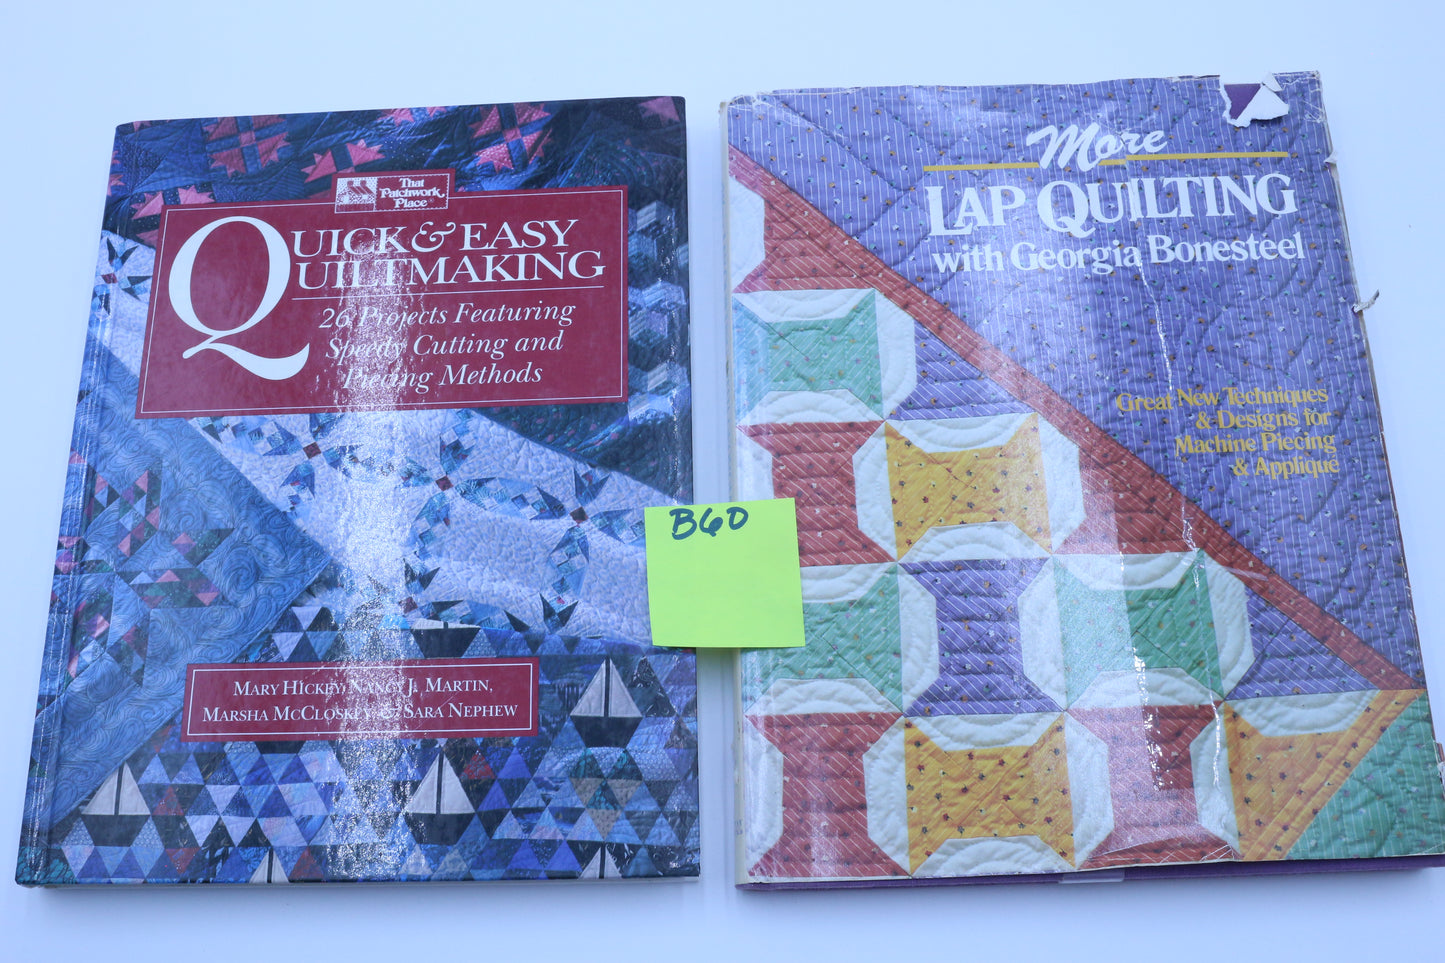 That
Patchwork
Place®
QUICK & EASY
QUILTMAKING
26 Projects Featuring
Speedy Cutting and
Piecing Methods
MARY HICKEY, NANCY J. MARTIN,
MARSHA MCCLOSKEY & SARA NEPHEW
B60
More
LAP QUILTING
with Georgia Bonesteel
Great New Techniques
& Designs for
Machine Piecing
& Appliqué